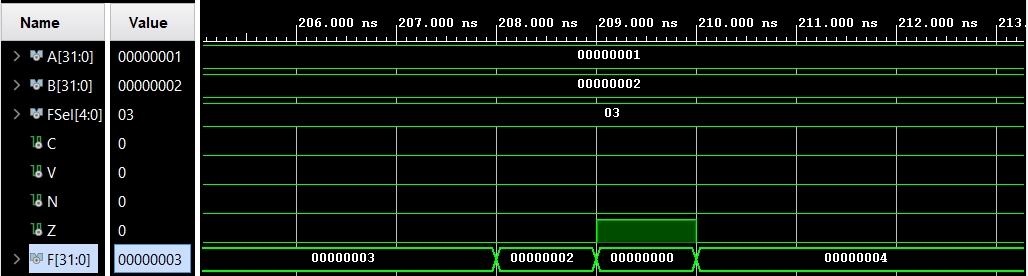 Name Value 206.000 ns 207.000 ns 208.000 ns 209.000 ns 210.000 ns 211.000 ns 212.000 ns 213.
A[31:0] 00000001 00000001
B[31:0] 00000002 00000002
FSel[4:0] 03 03
C 0
V 0
N 0
Z 0
F[31:0] 00000003 00000003 00000002 00000000 00000004